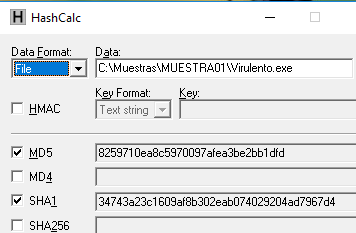 HashCalc
Data Format: Data:
File C:\Muestras\MUESTRA01\Virulento.exe
Key Format: Key:
HMAC Text string
MD5 8259710ea8c5970097afea3be2bb1dfd
MD4
SHA1 34743a23c1609af8b302eab074029204ad7967d4
SHA256